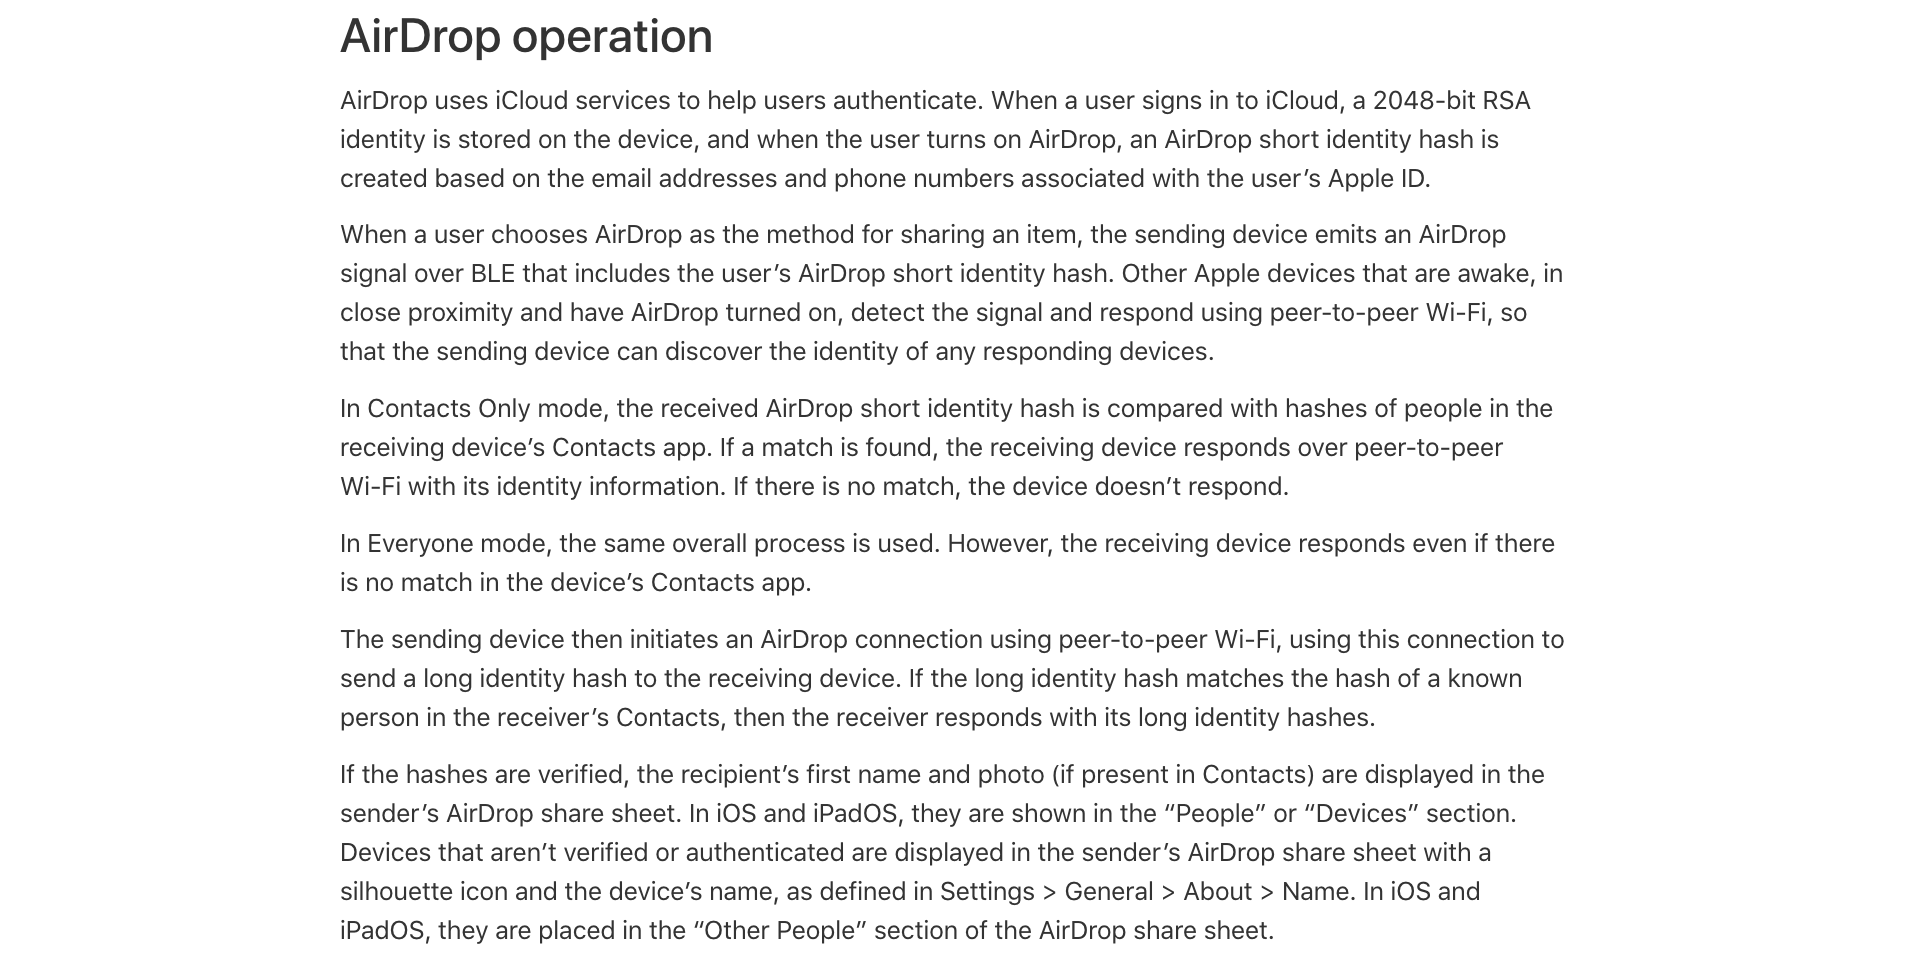 AirDrop operation
AirDrop uses iCloud services to help users authenticate. When a user signs in to iCloud, a 2048-bit RSA
identity is stored on the device, and when the user turns on AirDrop, an AirDrop short identity hash is
created based on the email addresses and phone numbers associated with the user’s Apple ID.
When a user chooses AirDrop as the method for sharing an item, the sending device emits an AirDrop
signal over BLE that includes the user’s AirDrop short identity hash. Other Apple devices that are awake, in
close proximity and have AirDrop turned on, detect the signal and respond using peer-to-peer Wi-Fi, so
that the sending device can discover the identity of any responding devices.
In Contacts Only mode, the received AirDrop short identity hash is compared with hashes of people in the
receiving device’s Contacts app. If a match is found, the receiving device responds over peer-to-peer
Wi-Fi with its identity information. If there is no match, the device doesn’t respond.
In Everyone mode, the same overall process is used. However, the receiving device responds even if there
is no match in the device’s Contacts app.
The sending device then initiates an AirDrop connection using peer-to-peer Wi-Fi, using this connection to
send a long identity hash to the receiving device. If the long identity hash matches the hash of a known
person in the receiver’s Contacts, then the receiver responds with its long identity hashes.
If the hashes are verified, the recipient’s first name and photo (if present in Contacts) are displayed in the
sender’s AirDrop share sheet. In iOS and iPadOS, they are shown in the “People” or “Devices” section.
Devices that aren’t verified or authenticated are displayed in the sender’s AirDrop share sheet with a
silhouette icon and the device’s name, as defined in Settings > General > About > Name. In iOS and
iPadOS, they are placed in the “Other People” section of the AirDrop share sheet.